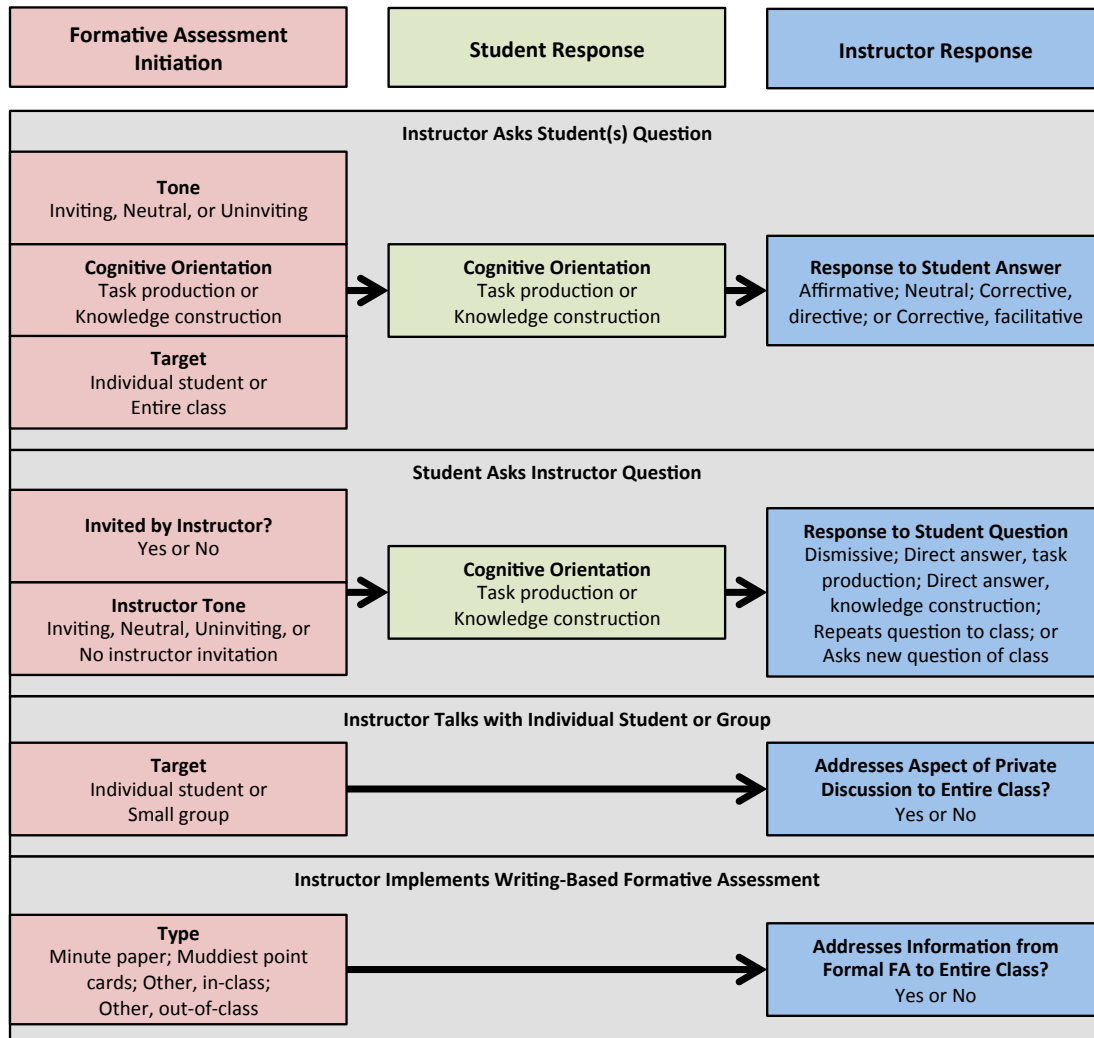 Formative Assessment
Initiation
Student Response
Instructor Response
Instructor Asks Student(s) Question
Tone
Inviting, Neutral, or Uninviting
Cognitive Orientation
Task production or
Knowledge construction
Target
Individual student or
Entire class
Cognitive Orientation
Task production or
Knowledge construction
Response to Student Answer
Affirmative; Neutral; Corrective,
directive; or Corrective, facilitative
Student Asks Instructor Question
Invited by Instructor?
Yes or No
Instructor Tone
Inviting, Neutral, Uninviting, or
No instructor invitation
Cognitive Orientation
Task production or
Knowledge construction
Response to Student Question
Dismissive; Direct answer, task
production; Direct answer,
knowledge construction;
Repeats question to class; or
Asks new question of class
Instructor Talks with Individual Student or Group
Target
Individual student or
Small group
Addresses Aspect of Private
Discussion to Entire Class?
Yes or No
Instructor Implements Writing-Based Formative Assessment
Type
Minute paper; Muddiest point
cards; Other, in-class;
Other, out-of-class
Addresses Information from
Formal FA to Entire Class?
Yes or No